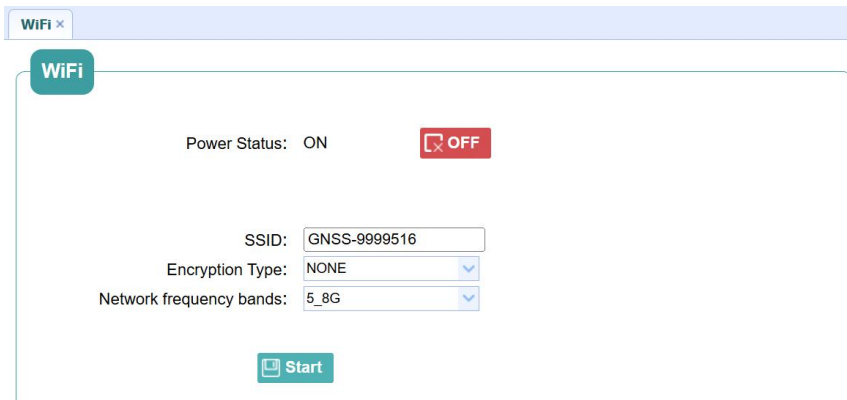 WiFi ×
WiFi
Power Status: ON OFF
SSID: GNSS-9999516
Encryption Type: NONE
Network frequency bands: 5_8G
Start